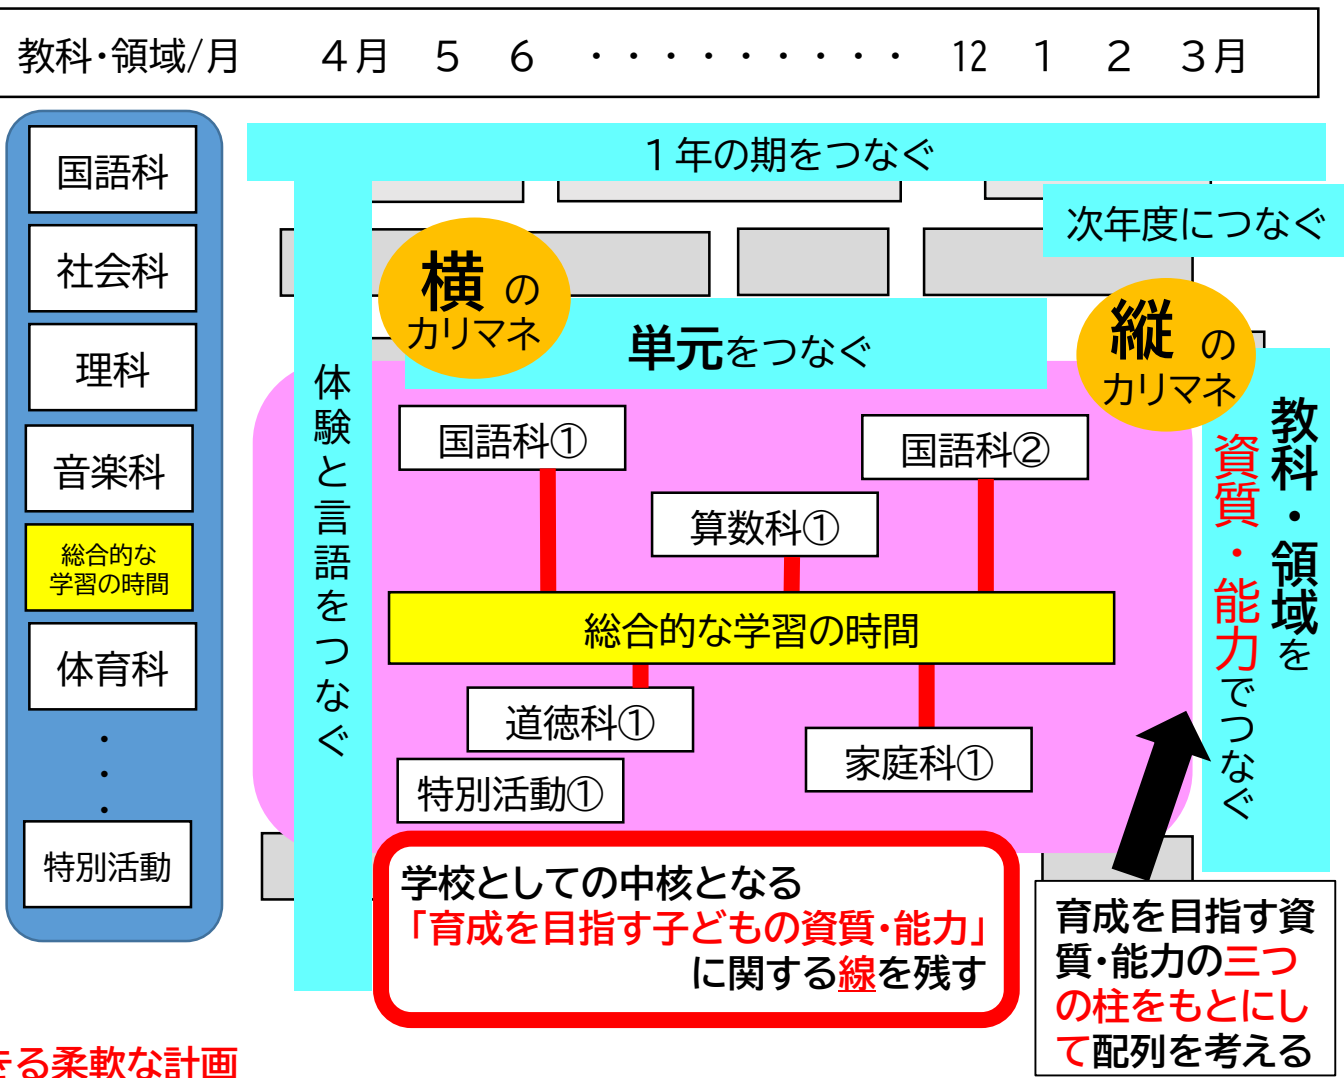 教科・領域/月 4月 5 6 ・・・・・・・・・ 12 1 2 3月
国語科
社会科
理科
音楽科
総合的な
学習の時間
体育科
・
・
・
特別活動
1年の期をつなぐ
次年度につなぐ
横の
カリマネ
単元をつなぐ
縦の
カリマネ
体験と言語をつなぐ
国語科①
国語科②
算数科①
総合的な学習の時間
道徳科①
家庭科①
特別活動①
教科・領域を
資質・能力でつなぐ
学校としての中核となる
「育成を目指す子どもの資質・能力」
に関する線を残す
育成を目指す資
質・能力の三つ
の柱をもとにし
て配列を考える
きる柔軟な計画